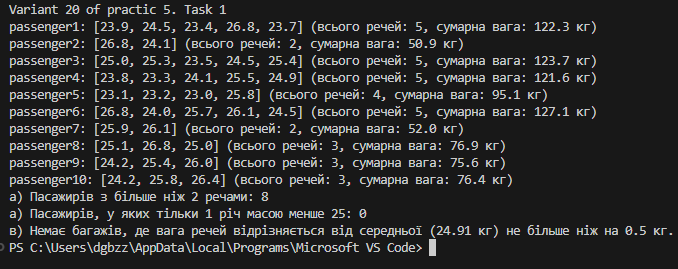 Variant 20 of practic 5. Task 1
passenger1: [23.9, 24.5, 23.4, 26.8, 23.7] (всього речей: 5, сумарна вага: 122.3 кг)
passenger2: [26.8, 24.1] (всього речей: 2, сумарна вага: 50.9 кг)
passenger3: [25.0, 25.3, 23.5, 24.5, 25.4] (всього речей: 5, сумарна вага: 123.7 кг)
passenger4: [23.8, 23.3, 24.1, 25.5, 24.9] (всього речей: 5, сумарна вага: 121.6 кг)
passenger5: [23.1, 23.2, 23.0, 25.8] (всього речей: 4, сумарна вага: 95.1 кг)
passenger6: [26.8, 24.0, 25.7, 26.1, 24.5] (всього речей: 5, сумарна вага: 127.1 кг)
passenger7: [25.9, 26.1] (всього речей: 2, сумарна вага: 52.0 кг)
passenger8: [25.1, 26.8, 25.0] (всього речей: 3, сумарна вага: 76.9 кг)
passenger9: [24.2, 25.4, 26.0] (всього речей: 3, сумарна вага: 75.6 кг)
passenger10: [24.2, 25.8, 26.4] (всього речей: 3, сумарна вага: 76.4 кг)
а) Пасажирів з більше ніж 2 речами: 8
а) Пасажирів, у яких тільки 1 річ масою менше 25: 0
в) Немає багажів, де вага речей відрізняється від середньої (24.91 кг) не більше ніж на 0.5 кг.
PS C:\Users\dgbzz\AppData\Local\Programs\Microsoft VS Code>